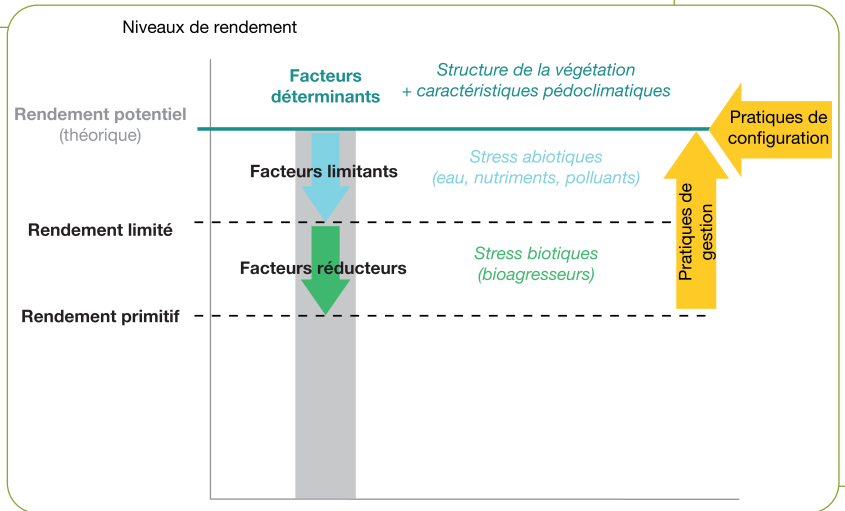 Niveaux de rendement
Facteurs
déterminants
Structure de la végétation
+ caractéristiques pédoclimatiques
Rendement potentiel
(théorique)
Pratiques de
configuration
Facteurs limitants
Stress abiotiques
(eau, nutriments, polluants)
Rendement limité
Pratiques de
gestion
Facteurs réducteurs
Stress biotiques
(bioagresseurs)
Rendement primitif